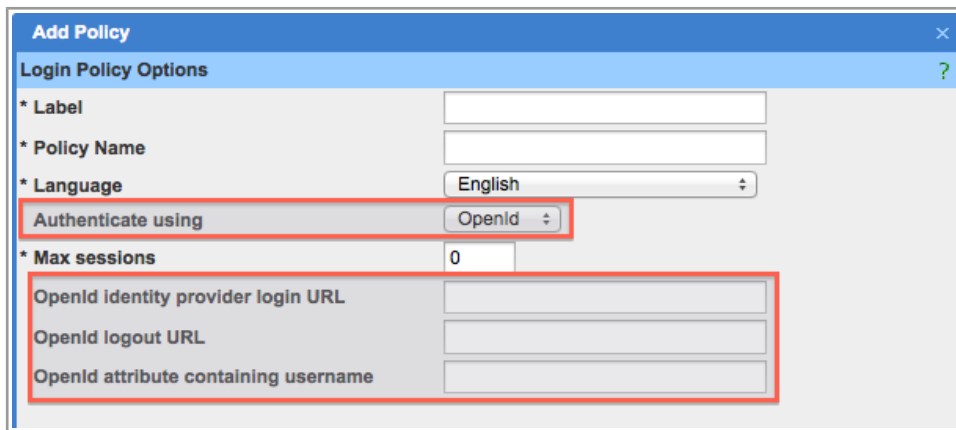 Add Policy ×
Login Policy Options ?
* Label
* Policy Name
* Language English
Authenticate using OpenId
* Max sessions 0
OpenId identity provider login URL
OpenId logout URL
OpenId attribute containing username